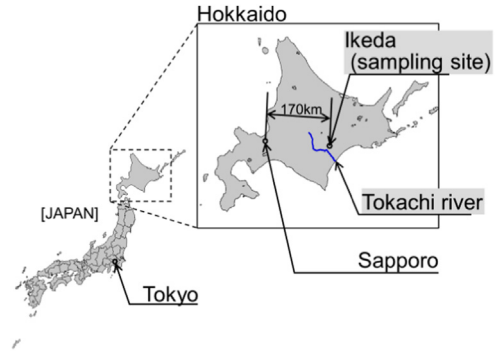 Hokkaido
Ikeda
(sampling site)
170km
[JAPAN]
Tokachi river
Sapporo
Tokyo